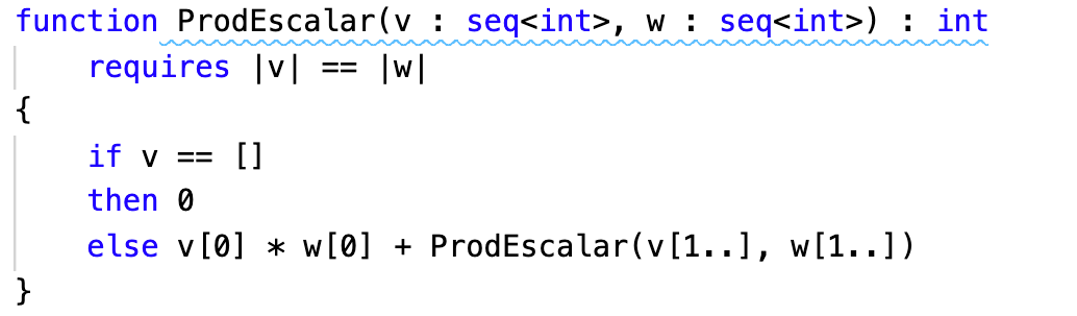 function ProdEscalar(v : seq<int>, w : seq<int>) : int
    requires |v| == |w|
{
    if v == []
    then 0
    else v[0] * w[0] + ProdEscalar(v[1..], w[1..])
}